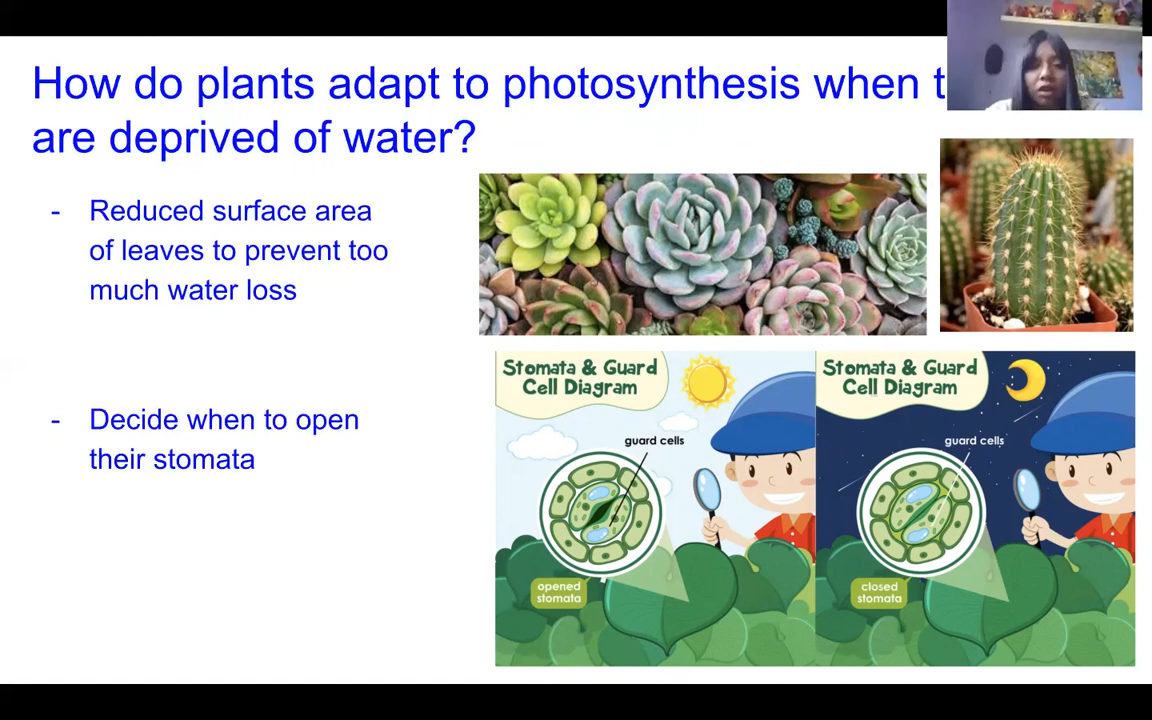 How do plants adapt to photosynthesis when t
are deprived of water?
- Reduced surface area
of leaves to prevent too
much water loss
- Decide when to open
their stomata
Stomata & Guard
Cell Diagram
guard cells
opened
stomata
Stomata & Guard
Cell Diagram
guard cells
closed
stomata